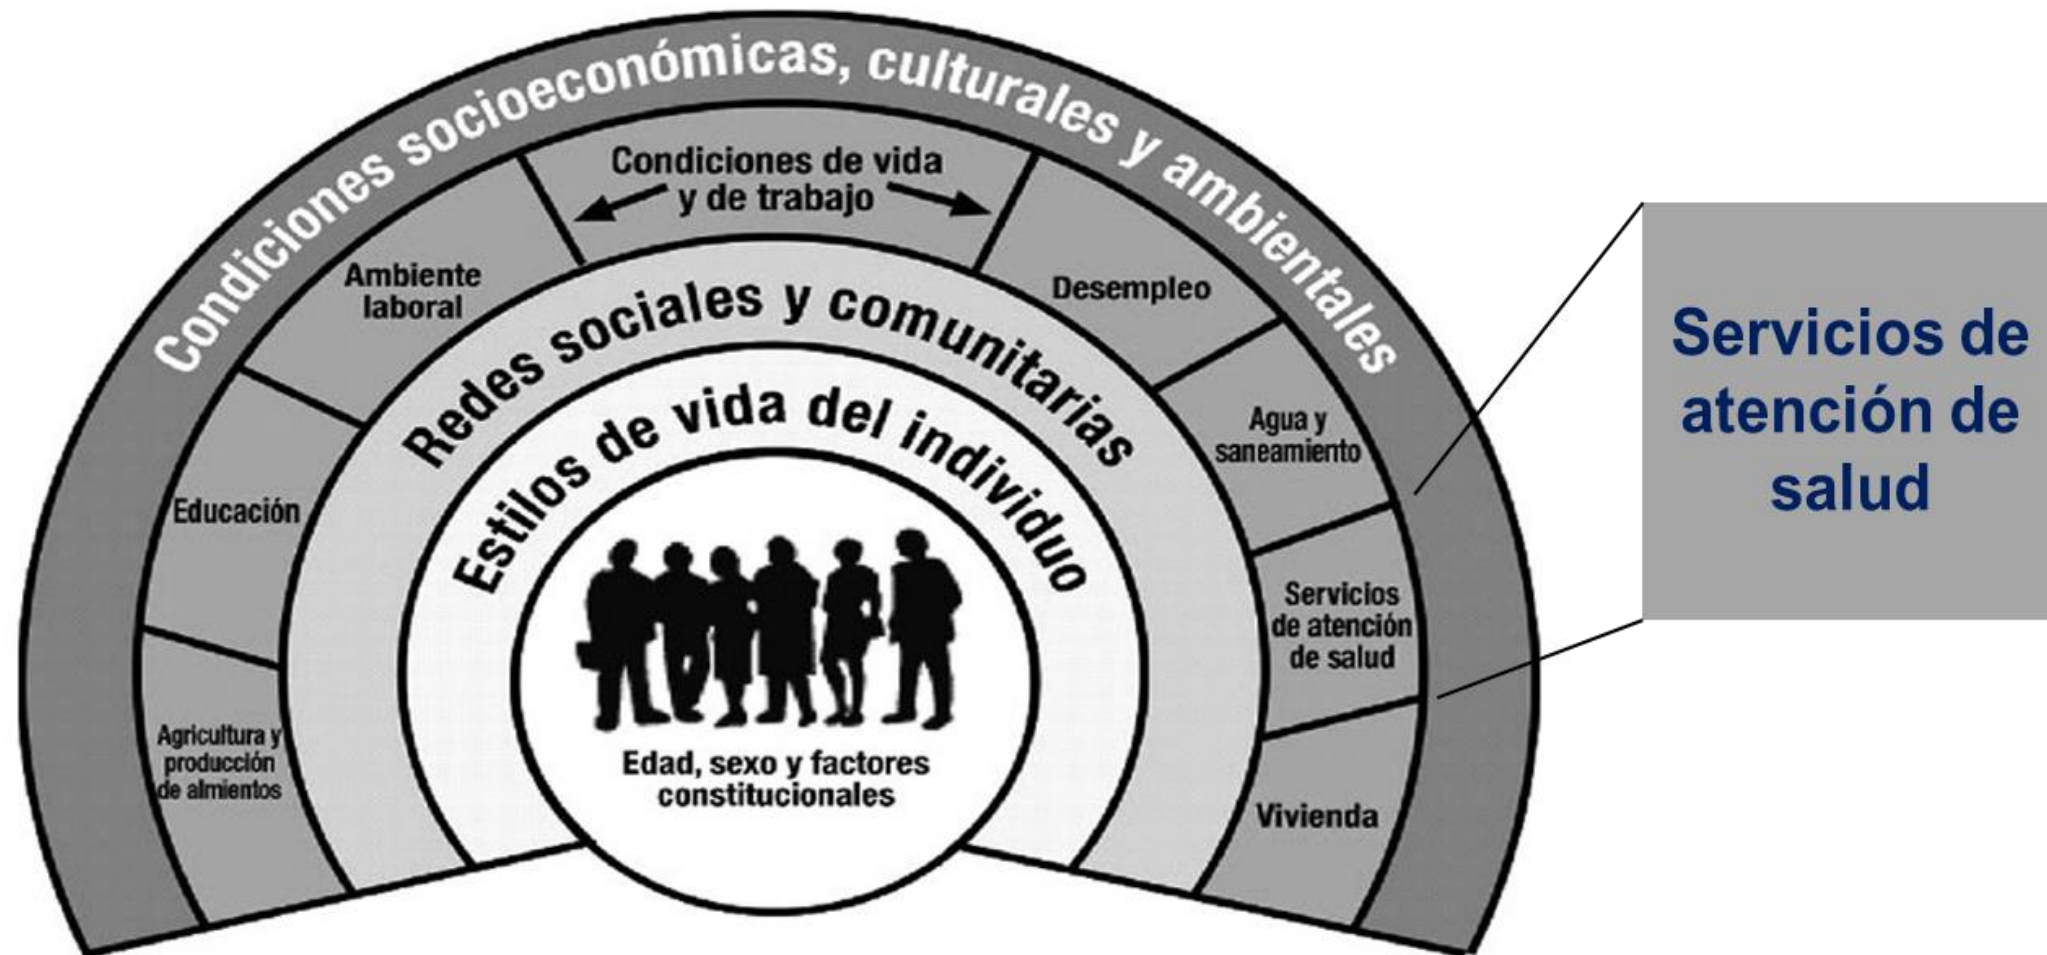 Condiciones socioeconómicas, culturales y ambientales
Condiciones de vida
y de trabajo
Ambiente
laboral
Desempleo
Redes sociales y comunitarias
Agua y
saneamiento
Estilos de vida del individuo
Educación
Servicios
de atención
de salud
Agricultura y
producción
de almientos
Vivienda
Edad, sexo y factores
constitucionales
Servicios de
atención de
salud